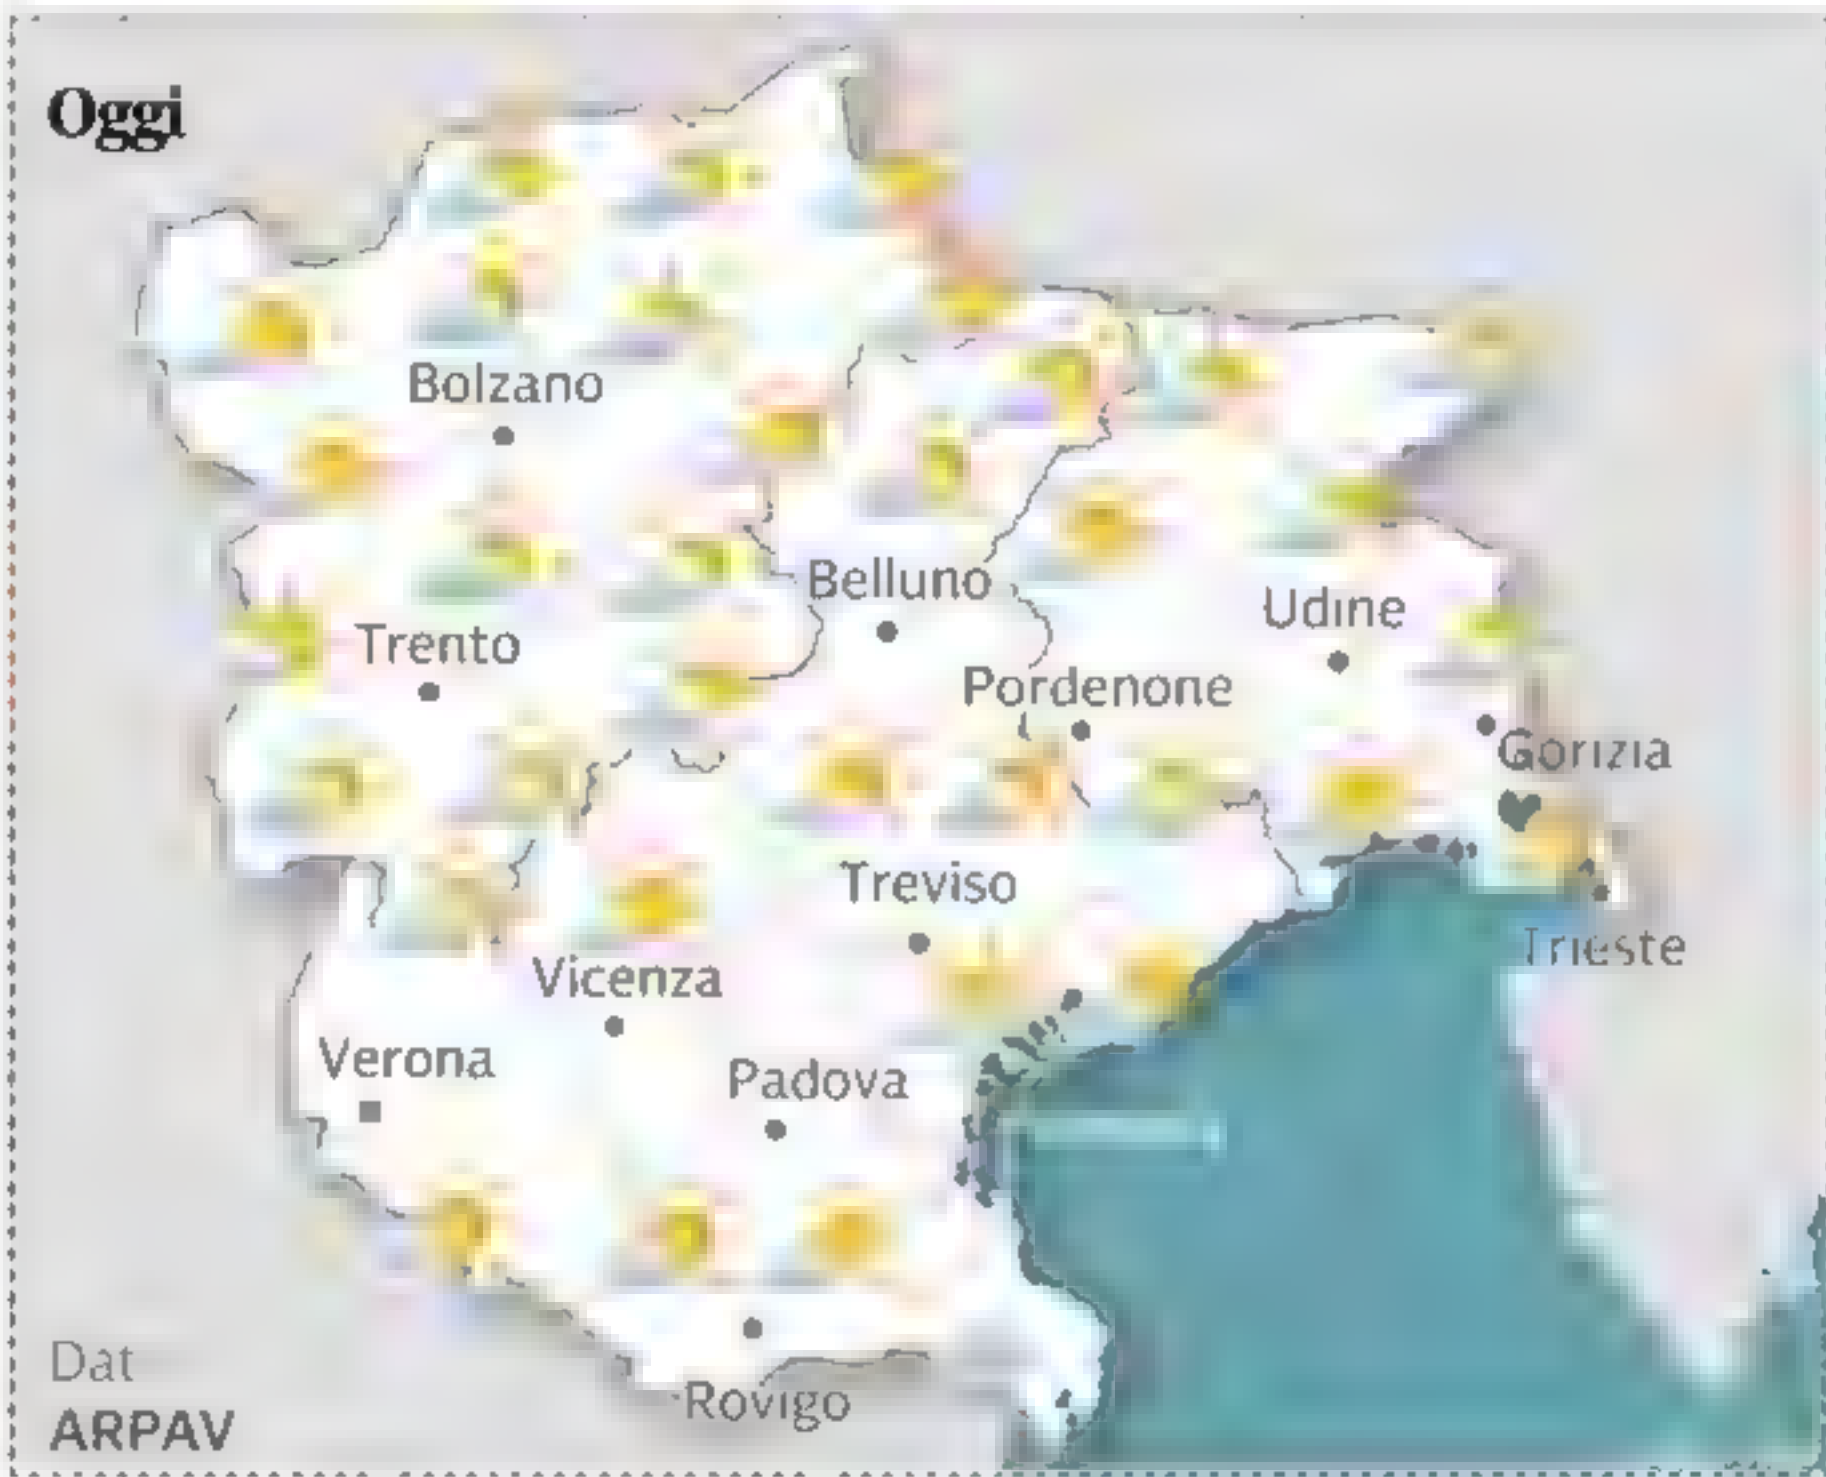 Oggi
Bolzano
Belluno
Udine
Trento
Pordenone
Gorizia
Treviso
Trieste
Vicenza
Verona
Padova
Rovigo
Dat
ARPAV